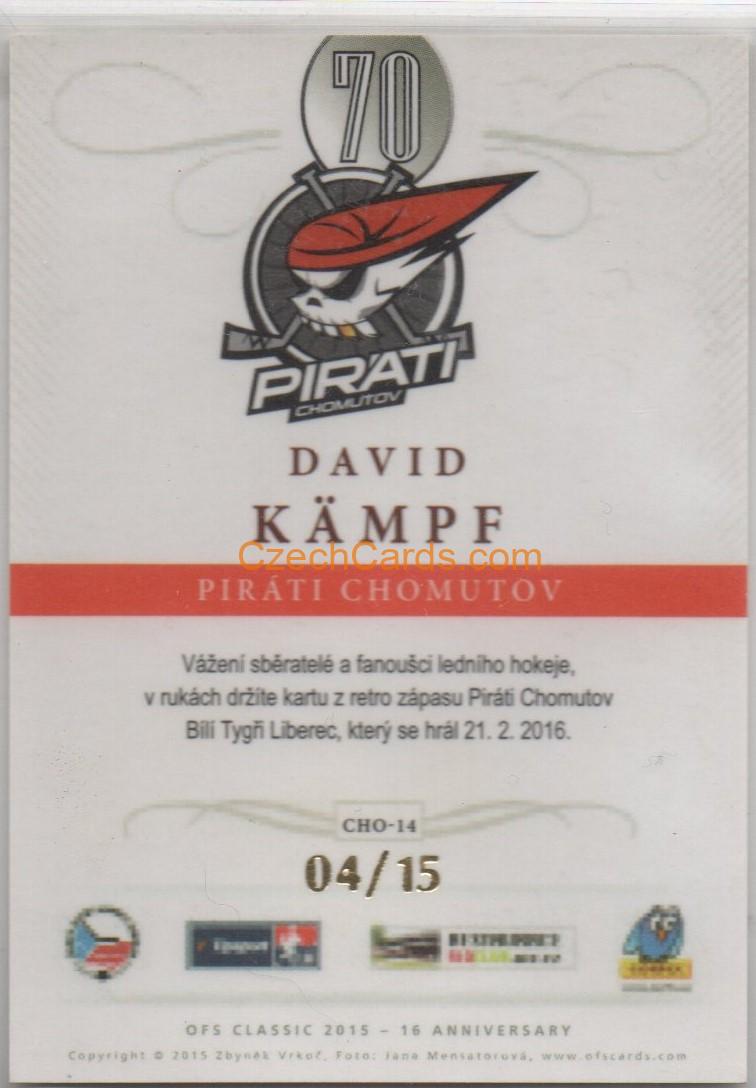 70
PIRÁTI
CHOMUTOV
DAVID
KÄMPF
CzechCards.com
PIRÁTI CHOMUTOV
Vážení sběratelé a fanoušci ledního hokeje,
v rukách držíte kartu z retro zápasu Piráti Chomutov
Bílí Tygři Liberec, který se hrál 21. 2. 2016.
CHO-14
04/15
OFS CLASSIC 2015 – 16 ANNIVERSARY
Copyright © 2015 Zbyněk Vrkoč, Foto: Jana Mensatorová, www.ofscards.com